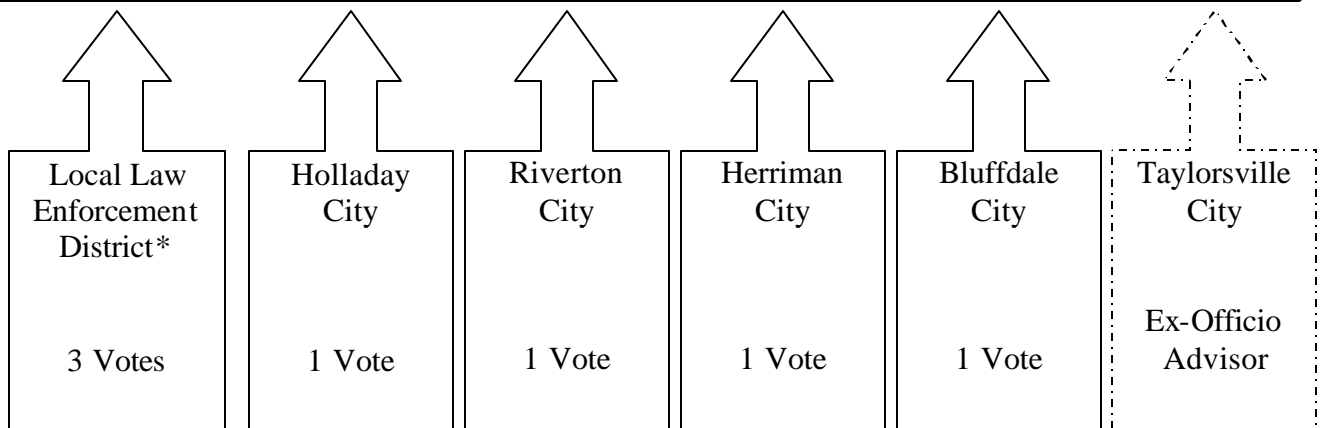 Local Law
Enforcement
District*
3 Votes
Holladay
City
1 Vote
Riverton
City
1 Vote
Herriman
City
1 Vote
Bluffdale
City
1 Vote
Taylorsville
City
Ex-Officio
Advisor